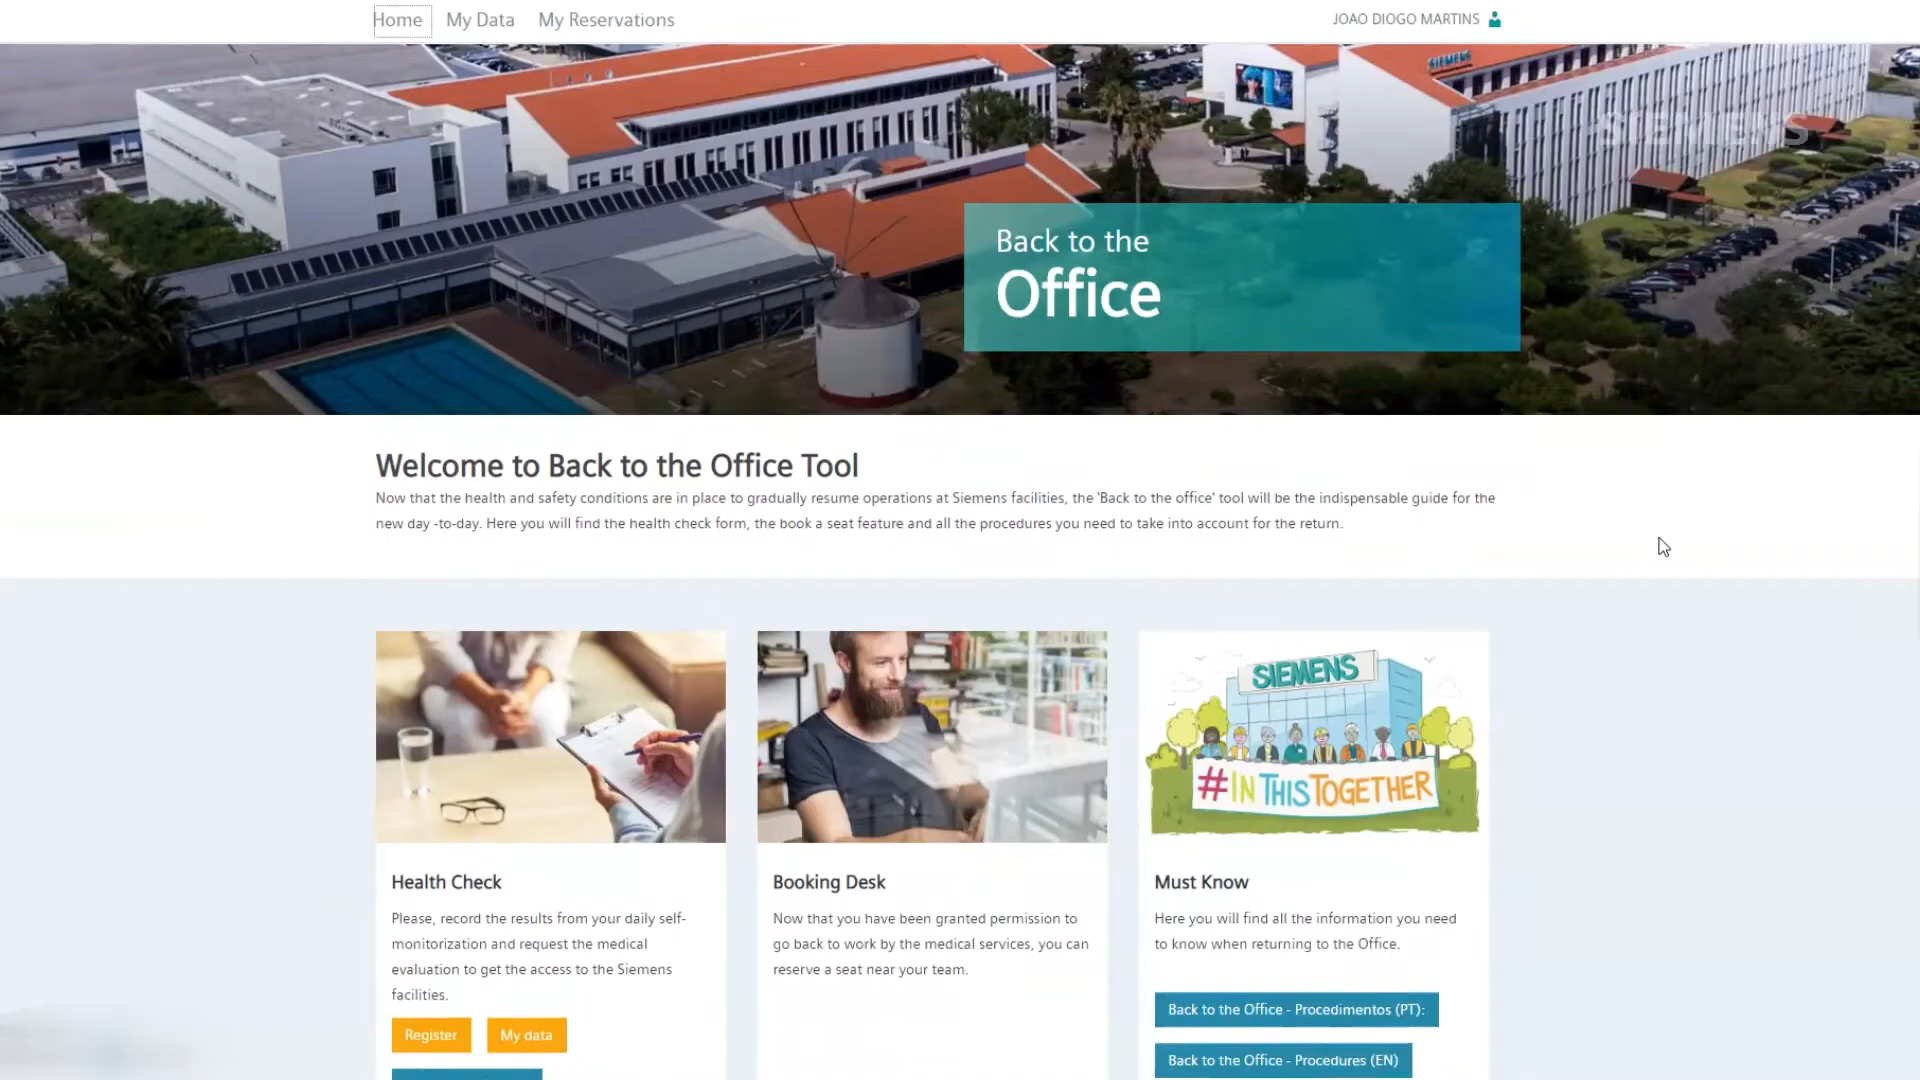 Home My Data My Reservations
JOAO DIOGO MARTINS
SIEMENS
SIEMENS
Back to the
Office
Welcome to Back to the Office Tool
Now that the health and safety conditions are in place to gradually resume operations at Siemens facilities, the 'Back to the office' tool will be the indispensable guide for the
new day -to-day. Here you will find the health check form, the book a seat feature and all the procedures you need to take into account for the return.
SIEMENS
#INTHISTOGETHER
Health Check
Please, record the results from your daily self-
monitorization and request the medical
evaluation to get the access to the Siemens
facilities.
Register My data
Booking Desk
Now that you have been granted permission to
go back to work by the medical services, you can
reserve a seat near your team.
Must Know
Here you will find all the information you need
to know when returning to the Office.
Back to the Office - Procedimentos (PT):
Back to the Office - Procedures (EN)